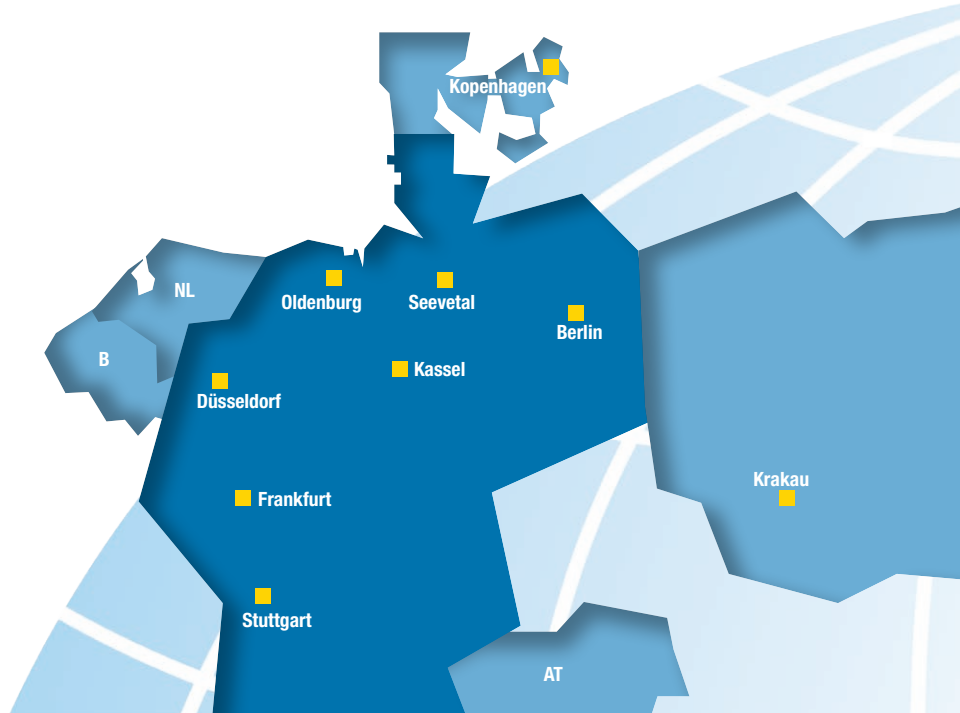 Kopenhagen
NL
Oldenburg
Seevetal
Berlin
B
Kassel
Düsseldorf
Krakau
Frankfurt
Stuttgart
AT